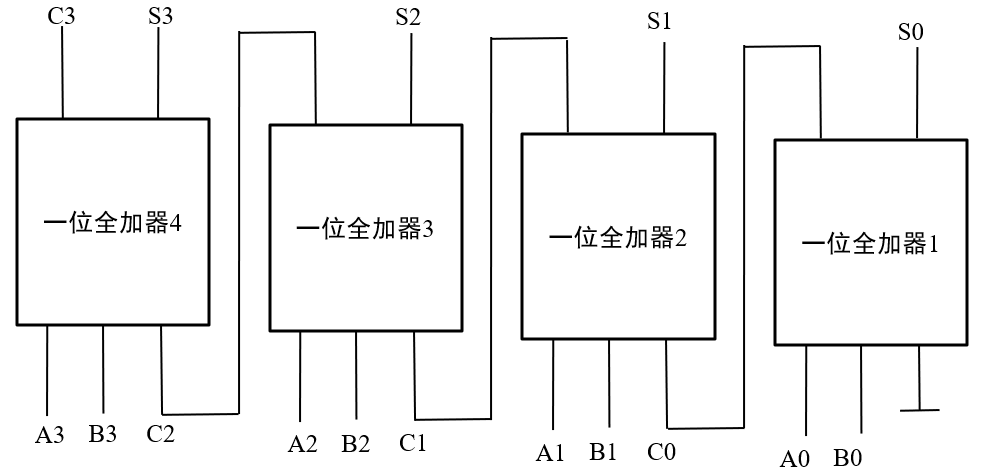 C3 S3 S2 S1 S0
一位全加器4 一位全加器3 一位全加器2 一位全加器1
A3 B3 C2 A2 B2 C1 A1 B1 C0 A0 B0